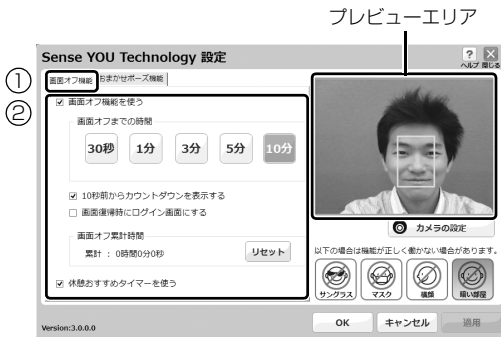 プレビューエリア
Sense YOU Technology 設定
ヘルプ 閉じる
① 画面オフ機能 おまかせポーズ機能
② 画面オフ機能を使う
画面オフまでの時間
30秒 1分 3分 5分 10分
10秒前からカウントダウンを表示する
画面復帰時にログイン画面にする
カメラの設定
画面オフ累計時間
累計 : 0時間0分0秒 リセット
以下の場合は機能が正しく働かない場合があります。
サングラス マスク 横顔 暗い部屋
休憩おすすめタイマーを使う
Version:3.0.0.0
OK キャンセル 適用